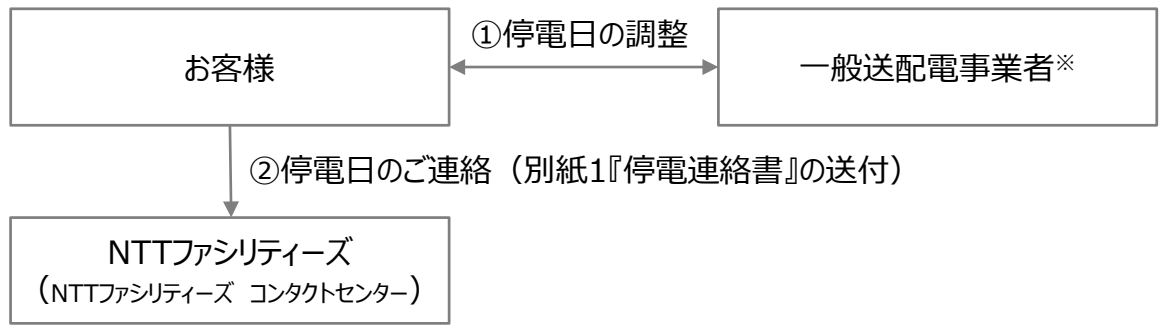 お客様
①停電日の調整
一般送配電事業者※
②停電日のご連絡（別紙1『停電連絡書』の送付）
NTTファシリティーズ
（NTTファシリティーズ コンタクトセンター）